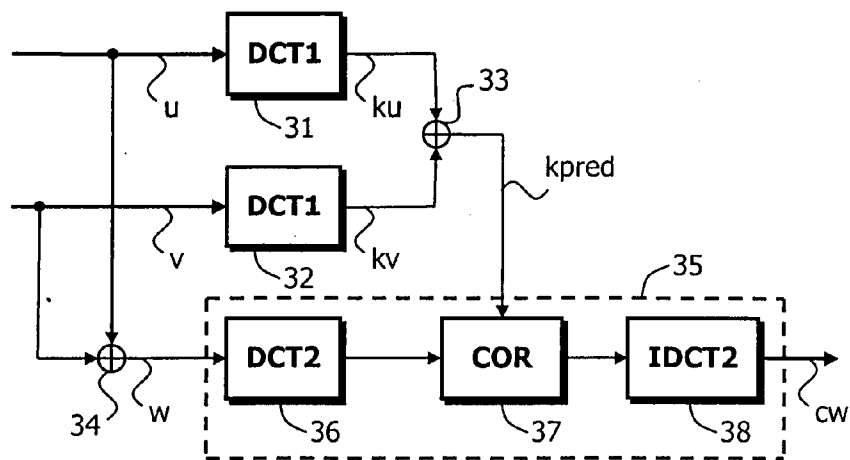 DCT1
u
31
ku
33
DCT1
v
32
kv
kpred
35
DCT2
COR
IDCT2
34
w
36
37
38
cw